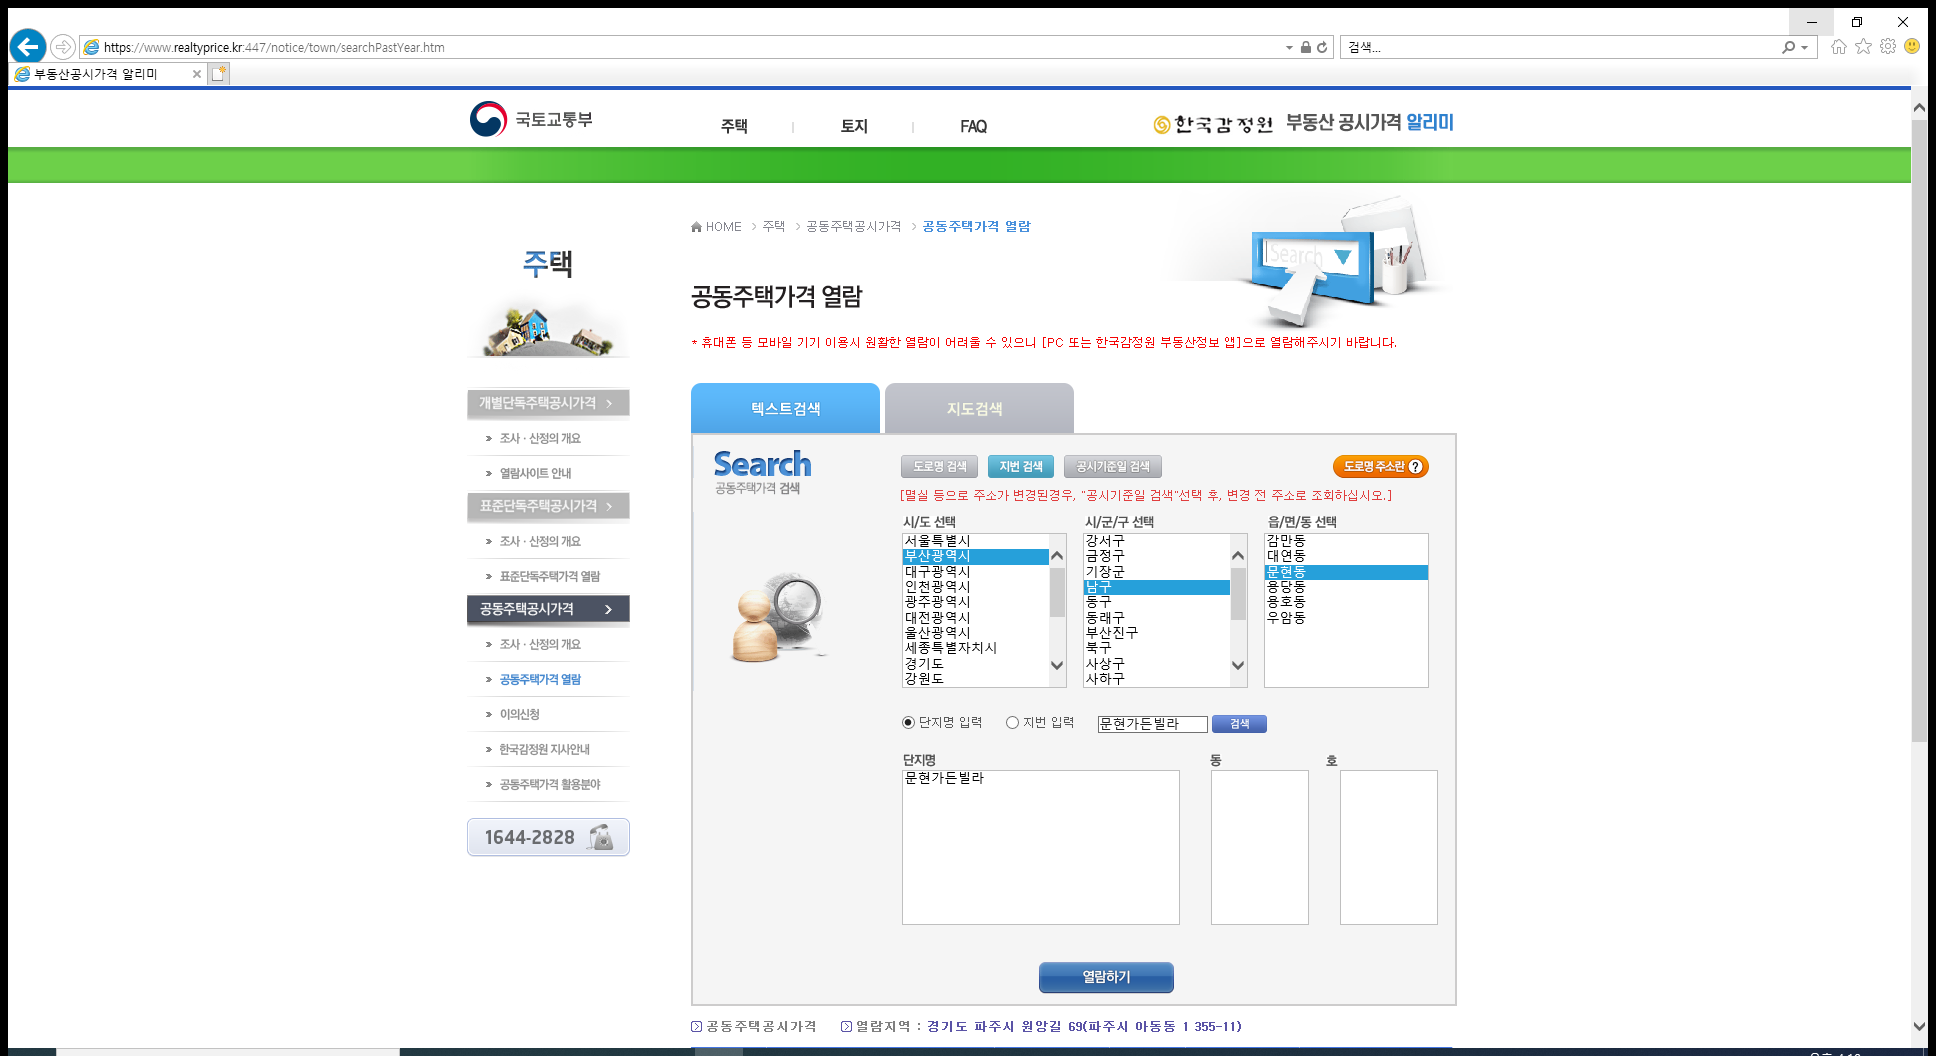 https://www.realtyprice.kr:447/notice/town/searchPastYear.htm
검색...
부동산공시가격 알리미
국토교통부
주택
토지
FAQ
한국감정원 부동산 공시가격 알리미
HOME > 주택 > 공동주택공시가격 > 공동주택가격 열람
Search
주택
공동주택가격 열람
* 휴대폰 등 모바일 기기 이용시 원활한 열람이 어려울 수 있으니 [PC 또는 한국감정원 부동산정보 앱]으로 열람해주시기 바랍니다.
개별단독주택공시가격
조사 · 산정의 개요
열람사이트 안내
표준단독주택공시가격
조사 · 산정의 개요
표준단독주택가격 열람
공동주택공시가격
조사 · 산정의 개요
공동주택가격 열람
이의신청
한국감정원 지사안내
공동주택가격 활용분야
1644-2828
텍스트검색
지도검색
Search
공동주택가격 검색
도로명 검색
지번 검색
공시기준일 검색
도로명 주소란 ?
[멸실 등으로 주소가 변경된경우, "공시기준일 검색"선택 후, 변경 전 주소로 조회하십시오.]
시/도 선택
서울특별시
부산광역시
대구광역시
인천광역시
광주광역시
대전광역시
울산광역시
세종특별자치시
경기도
강원도
시/군/구 선택
강서구
금정구
기장군
남구
동구
동래구
부산진구
북구
사상구
사하구
읍/면/동 선택
감만동
대연동
문현동
용당동
용호동
우암동
단지명 입력
지번 입력
문현가든빌라
검색
단지명
동
호
문현가든빌라
열람하기
공동주택공시가격
열람지역 : 경기도 파주시 원앙길 69(파주시 아동동 1 355-11)